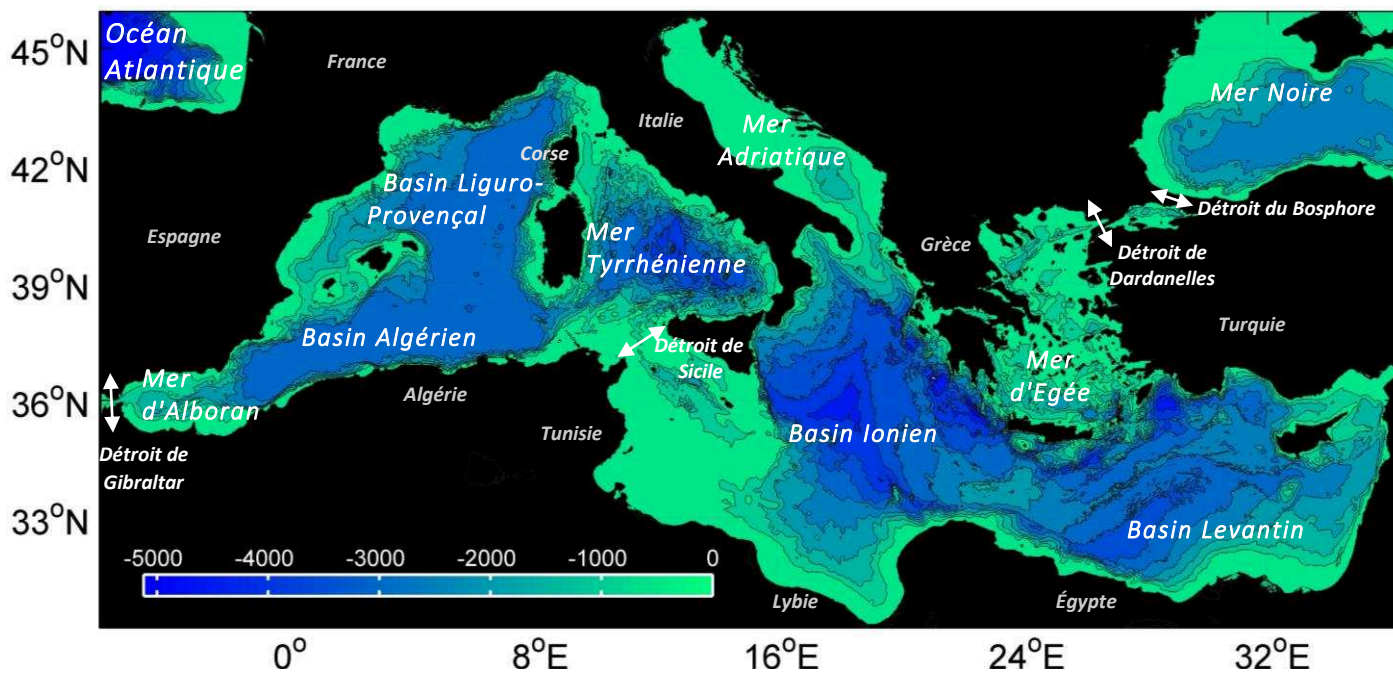 45°N
42°N
39°N
36°N
33°N
Océan
Atlantique
France
Italie
Corse
Mer
Adriatique
Mer Noire
Basin Liguro-
Provençal
Espagne
Mer
Tyrrhénienne
Grèce
Détroit du Bosphore
Détroit de
Dardanelles
Turquie
Basin Algérien
Détroit de
Sicile
Mer
d'Egée
Mer
d'Alboran
Algérie
Tunisie
Basin Ionien
Détroit de
Gibraltar
Basin Levantin
-5000 -4000 -3000 -2000 -1000 0
Lybie
Égypte
0° 8°E 16°E 24°E 32°E